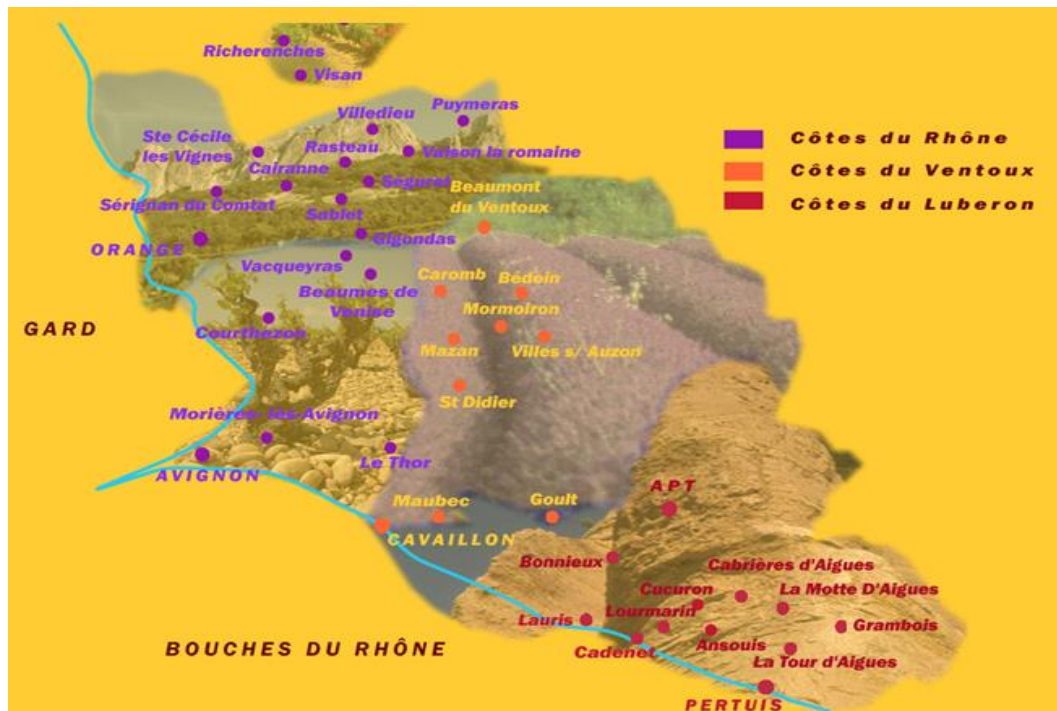 Richerenches
Visan
Villedieu
Puymeras
Ste Cécile
les Vignes
Rasteau
Vaison la romaine
Cairanne
Séguret
Sérignan du Comtat
Sablet
Beaumont
du Ventoux
ORANGE
Gigondas
Vacqueyras
Beaumes de
Venise
Caromb
Bédoin
Mormoiron
Courthezon
Mazan
Villes s/ Auzon
St Didier
Morières-lès-Avignon
Le Thor
AVIGNON
Maubec
Goult
APT
CAVAILLON
Bonnieux
Cabrières d'Aigues
Cucuron
La Motte D'Aigues
Lauris
Lourmarin
Grambois
Ansouis
Cadenet
La Tour d'Aigues
PERTUIS
GARD
BOUCHES DU RHÔNE
Côtes du Rhône
Côtes du Ventoux
Côtes du Luberon